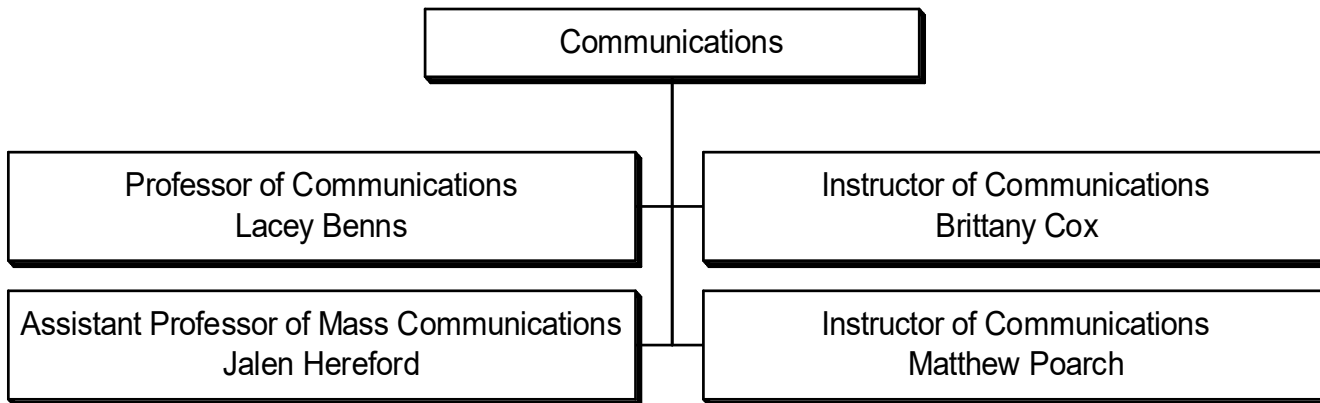 Communications
Professor of Communications
Lacey Benns
Instructor of Communications
Brittany Cox
Assistant Professor of Mass Communications
Jalen Hereford
Instructor of Communications
Matthew Poarch